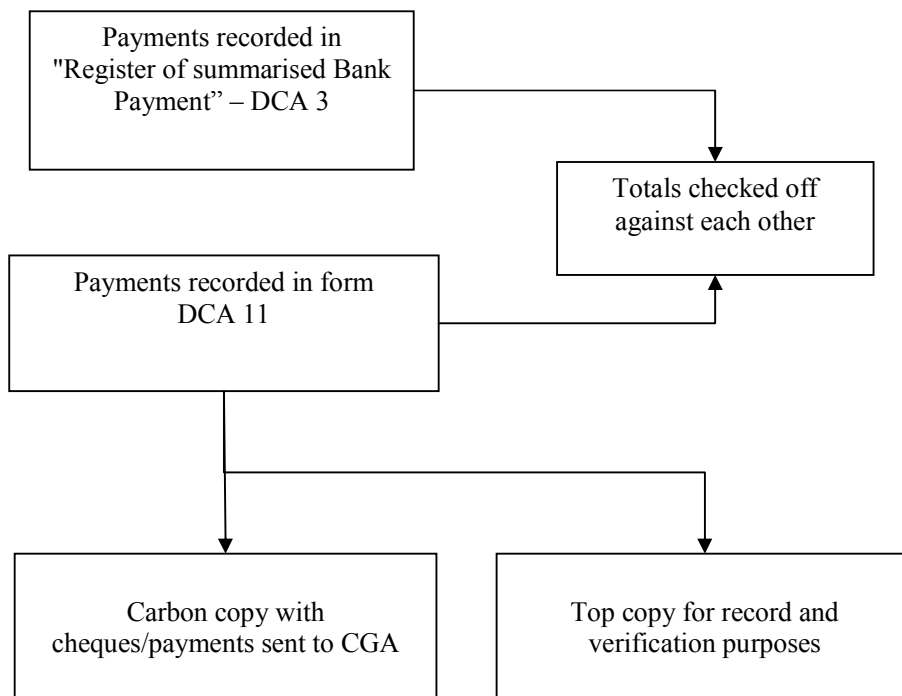 Payments recorded in
"Register of summarised Bank
Payment” – DCA 3
Totals checked off
against each other
Payments recorded in form
DCA 11
Carbon copy with
cheques/payments sent to CGA
Top copy for record and
verification purposes